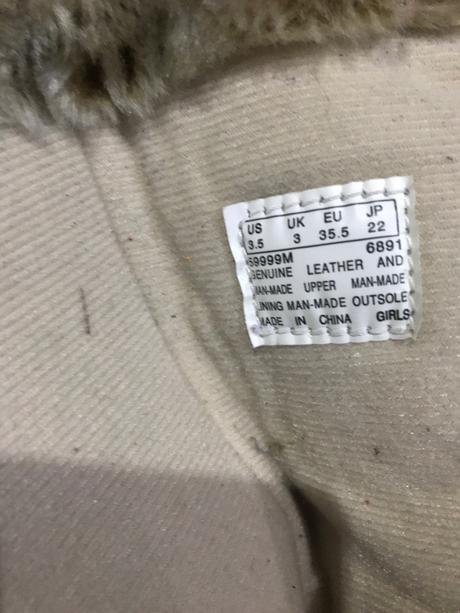 US UK EU JP
3.5 3 35.5 22
59999M 6891
GENUINE LEATHER AND
MAN-MADE UPPER MAN-MADE
LINING MAN-MADE OUTSOLE
MADE IN CHINA GIRLS